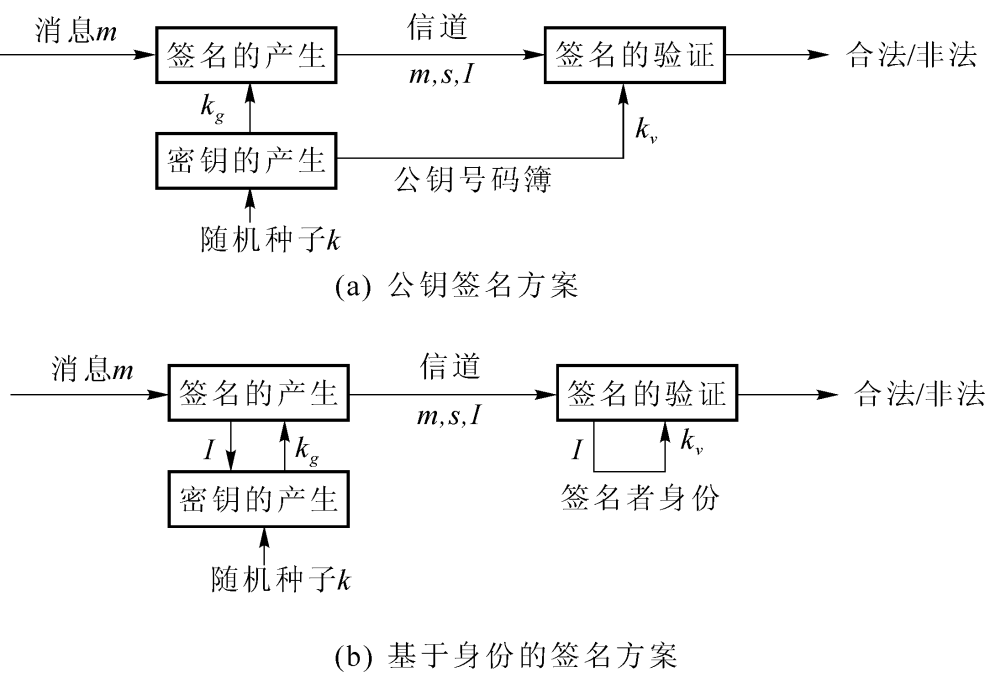 消息m
签名的产生
信道
m,s,I
签名的验证
合法/非法
kg
kv
密钥的产生
公钥号码簿
随机种子k
(a) 公钥签名方案
消息m
签名的产生
信道
m,s,I
签名的验证
合法/非法
I
kg
I
kv
密钥的产生
签名者身份
随机种子k
(b) 基于身份的签名方案